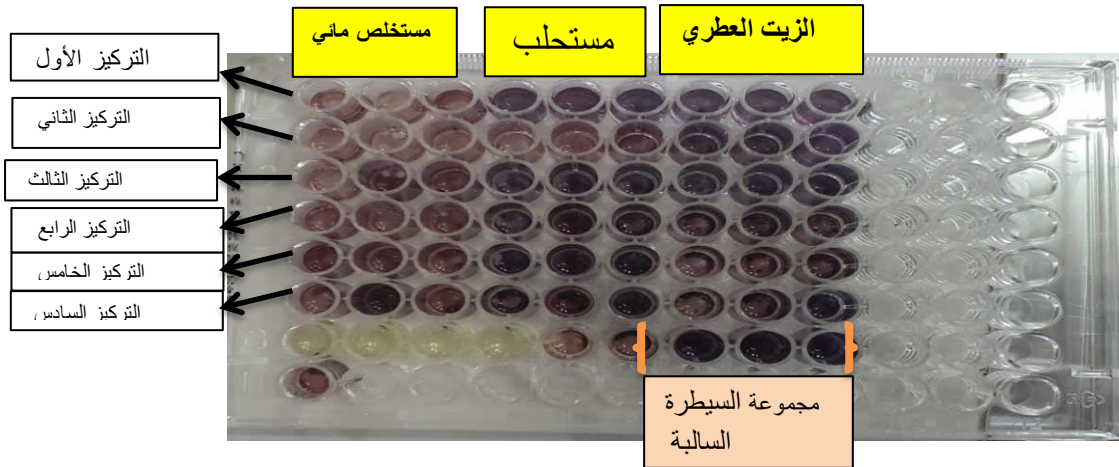 مستخلص مائي
مستحلب
الزيت العطري
التركيز الأول
التركيز الثاني
التركيز الثالث
التركيز الرابع
التركيز الخامس
التركيز السادس
مجموعة السيطرة
السالبة